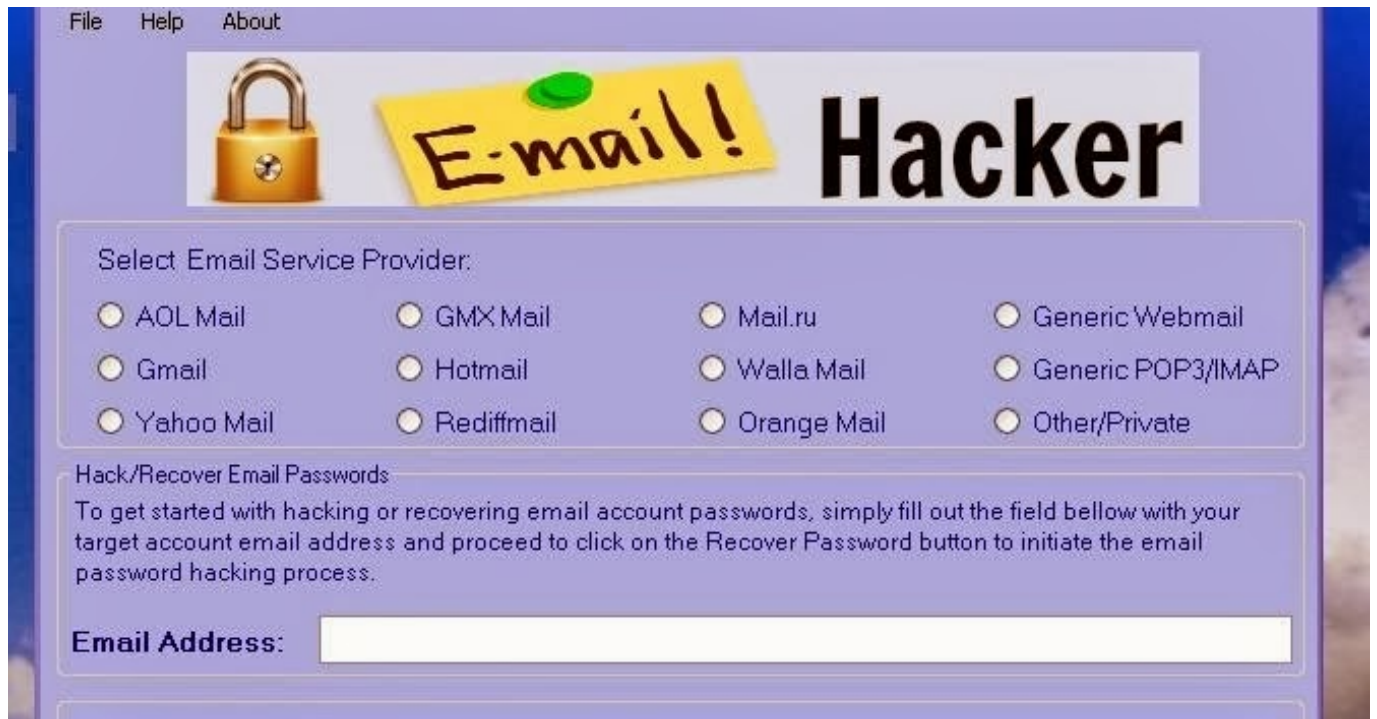 File Help About
E-mail! Hacker
Select Email Service Provider:
AOL Mail GMX Mail Mail.ru Generic Webmail
Gmail Hotmail Walla Mail Generic POP3/IMAP
Yahoo Mail Rediffmail Orange Mail Other/Private
Hack/Recover Email Passwords
To get started with hacking or recovering email account passwords, simply fill out the field bellow with your
target account email address and proceed to click on the Recover Password button to initiate the email
password hacking process.
Email Address: